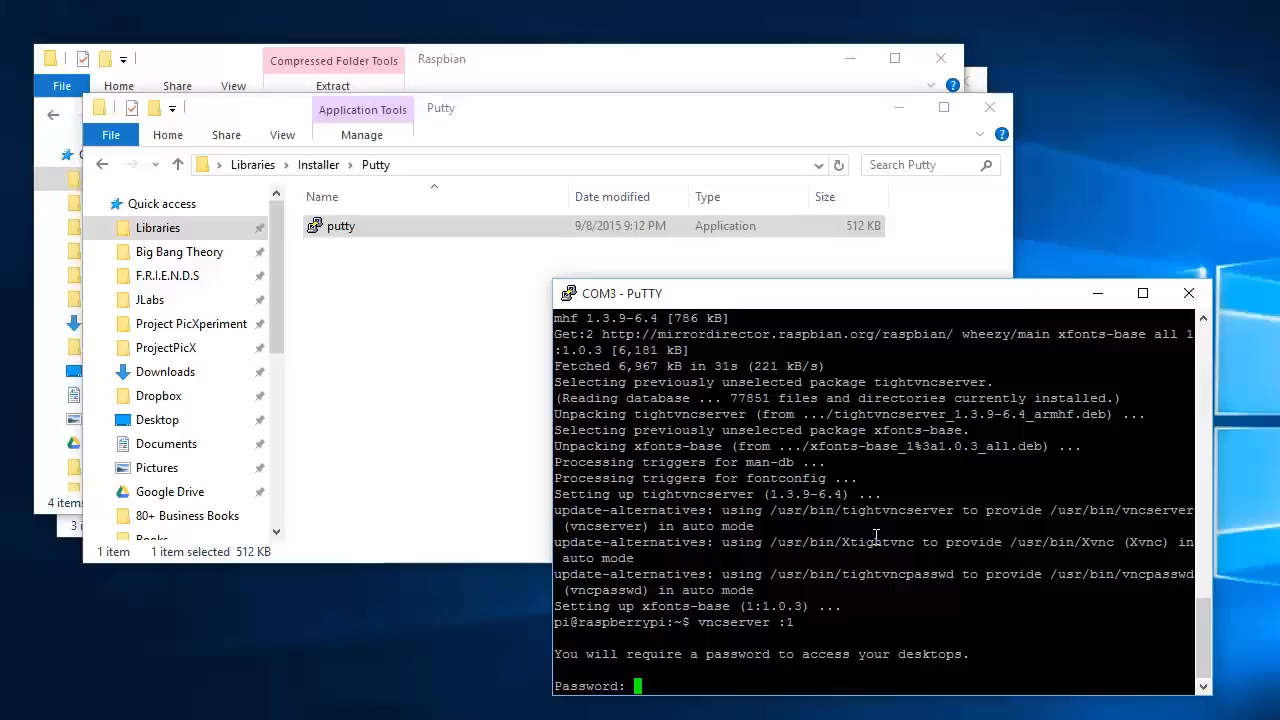 Compressed Folder Tools
Raspbian
File
Home
Share
View
Extract
Application Tools
Putty
File
Home
Share
View
Manage
Libraries
Installer
Putty
Search Putty
Name
Date modified
Type
Size
Quick access
Libraries
putty
9/8/2015 9:12 PM
Application
512 KB
Big Bang Theory
F.R.I.E.N.D.S
JLabs
Project PicXperiment
ProjectPicX
Downloads
Dropbox
Desktop
Documents
Pictures
Google Drive
80+ Business Books
Books
4 items
1 item
1 item selected
512 KB
COM3 - PuTTY
mhf 1.3.9-6.4 [786 kB]
Get:2 http://mirrordirector.raspbian.org/raspbian/ wheezy/main xfonts-base all 1
:1.0.3 [6,181 kB]
Fetched 6,967 kB in 31s (221 kB/s)
Selecting previously unselected package tightvncserver.
(Reading database ... 77851 files and directories currently installed.)
Unpacking tightvncserver (from .../tightvncserver_1.3.9-6.4_armhf.deb) ...
Selecting previously unselected package xfonts-base.
Unpacking xfonts-base (from .../xfonts-base_1%3a1.0.3_all.deb) ...
Processing triggers for man-db ...
Processing triggers for fontconfig ...
Setting up tightvncserver (1.3.9-6.4) ...
update-alternatives: using /usr/bin/tightvncserver to provide /usr/bin/vncserver
(vncserver) in auto mode
update-alternatives: using /usr/bin/Xtightvnc to provide /usr/bin/Xvnc (Xvnc) in
auto mode
update-alternatives: using /usr/bin/tightvncpasswd to provide /usr/bin/vncpasswd
(vncpasswd) in auto mode
Setting up xfonts-base (1:1.0.3) ...
pi@raspberrypi:~$ vncserver :1
You will require a password to access your desktops.
Password: